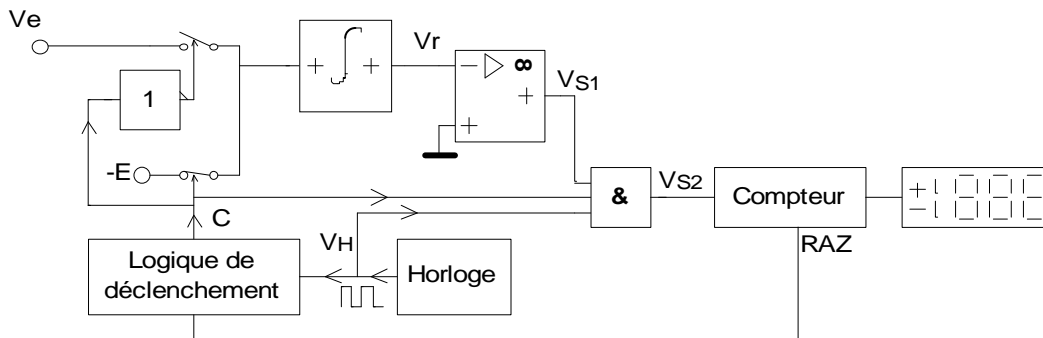 Ve
Vr
∞
VS1
1
-E
&
VS2
Compteur
C
VH
RAZ
Logique de
déclenchement
Horloge